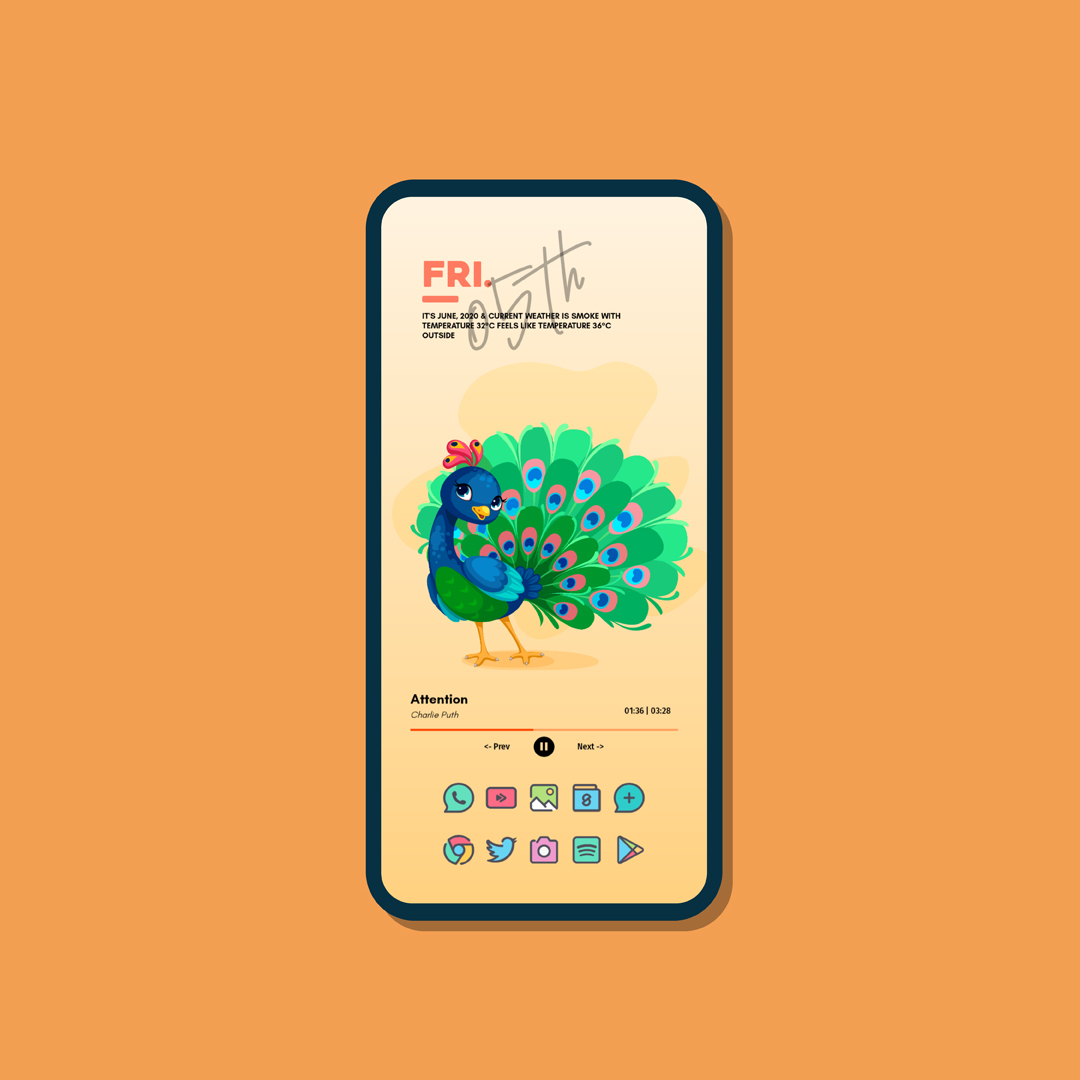 FRI.
05th
IT'S JUNE, 2020 & CURRENT WEATHER IS SMOKE WITH
TEMPERATURE 32°C FEELS LIKE TEMPERATURE 36°C
OUTSIDE
Attention
Charlie Puth
01:36 | 03:28
<- Prev
Next ->